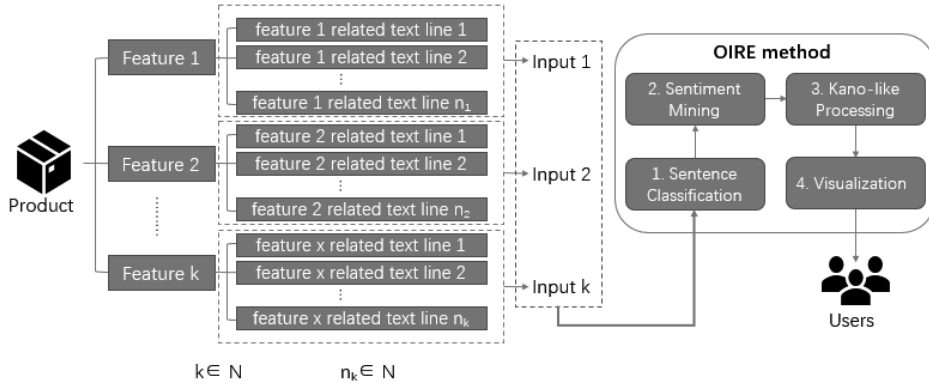 Product
Feature 1
feature 1 related text line 1
feature 1 related text line 2
feature 1 related text line n₁
Input 1
Feature 2
feature 2 related text line 1
feature 2 related text line 2
feature 2 related text line n₂
Input 2
Feature k
feature x related text line 1
feature x related text line 2
feature x related text line nₖ
Input k
k ∈ N
nₖ ∈ N
OIRE method
1. Sentence
Classification
2. Sentiment
Mining
3. Kano-like
Processing
4. Visualization
Users